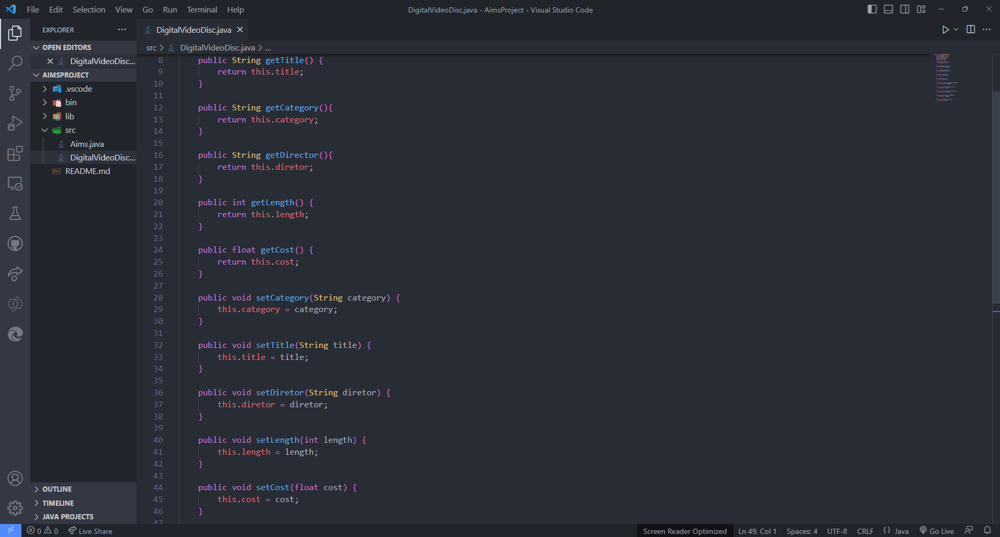 File Edit Selection View Go Run Terminal Help
DigitalVideoDisc.java - AimsProject - Visual Studio Code
EXPLORER
OPEN EDITORS
DigitalVideoDisc...
AIMSPROJECT
.vscode
bin
lib
src
Aims.java
DigitalVideoDisc...
README.md
OUTLINE
TIMELINE
JAVA PROJECTS
DigitalVideoDisc.java
src > DigitalVideoDisc.java > ...
8 public String getTitle() {
9 return this.title;
10 }
11
12 public String getCategory(){
13 return this.category;
14 }
15
16 public String getDirector(){
17 return this.diretor;
18 }
19
20 public int getLength() {
21 return this.length;
22 }
23
24 public float getCost() {
25 return this.cost;
26 }
27
28 public void setCategory(String category) {
29 this.category = category;
30 }
31
32 public void setTitle(String title) {
33 this.title = title;
34 }
35
36 public void setDiretor(String diretor) {
37 this.diretor = diretor;
38 }
39
40 public void setLength(int length) {
41 this.length = length;
42 }
43
44 public void setCost(float cost) {
45 this.cost = cost;
46 }
47
0 0 Live Share
Screen Reader Optimized Ln 49, Col 1 Spaces: 4 UTF-8 CRLF {} Java Go Live